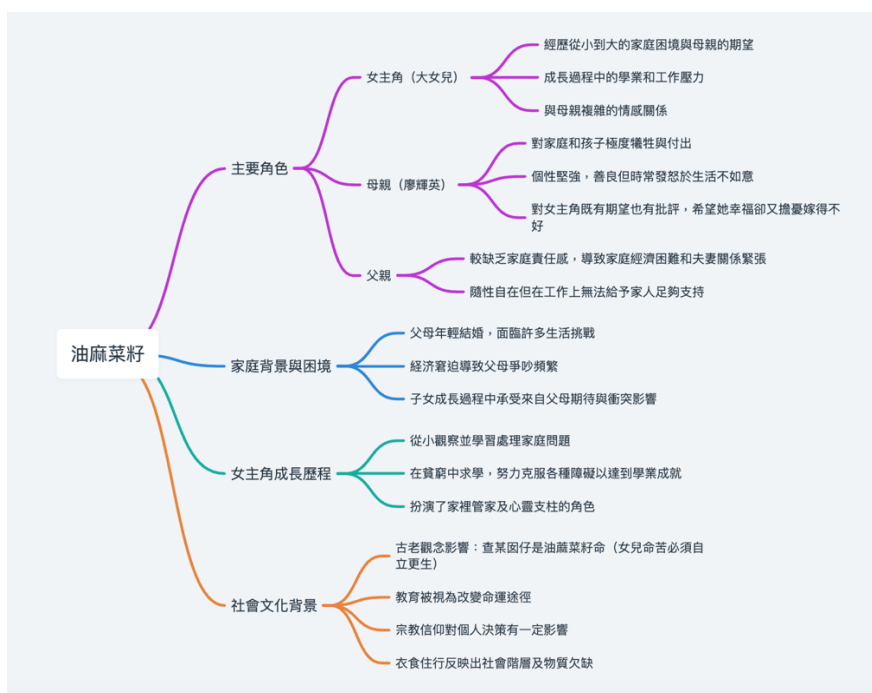 油麻菜籽
主要角色
女主角（大女兒）
經歷從小到大的家庭困境與母親的期望
成長過程中的學業和工作壓力
與母親複雜的情感關係
母親（廖輝英）
對家庭和孩子極度犧牲與付出
個性堅強，善良但時常發怒於生活不如意
對女主角既有期望也有批評，希望她幸福卻又擔憂嫁得不
好
父親
較缺乏家庭責任感，導致家庭經濟困難和夫妻關係緊張
隨性自在但在工作上無法給予家人足夠支持
家庭背景與困境
父母年輕結婚，面臨許多生活挑戰
經済窘迫導致父母爭吵頻繁
子女成長過程中承受來自父母期待與衝突影響
女主角成長歷程
從小觀察並學習處理家庭問題
在貧窮中求學，努力克服各種障礙以達到學業成就
扮演了家裡管家及心靈支柱的角色
社會文化背景
古老觀念影響：查某囡仔是油蔴菜籽命（女兒命苦必須自
立更生）
教育被視為改變命運途徑
宗教信仰對個人決策有一定影響
衣食住行反映出社會階層及物質欠缺